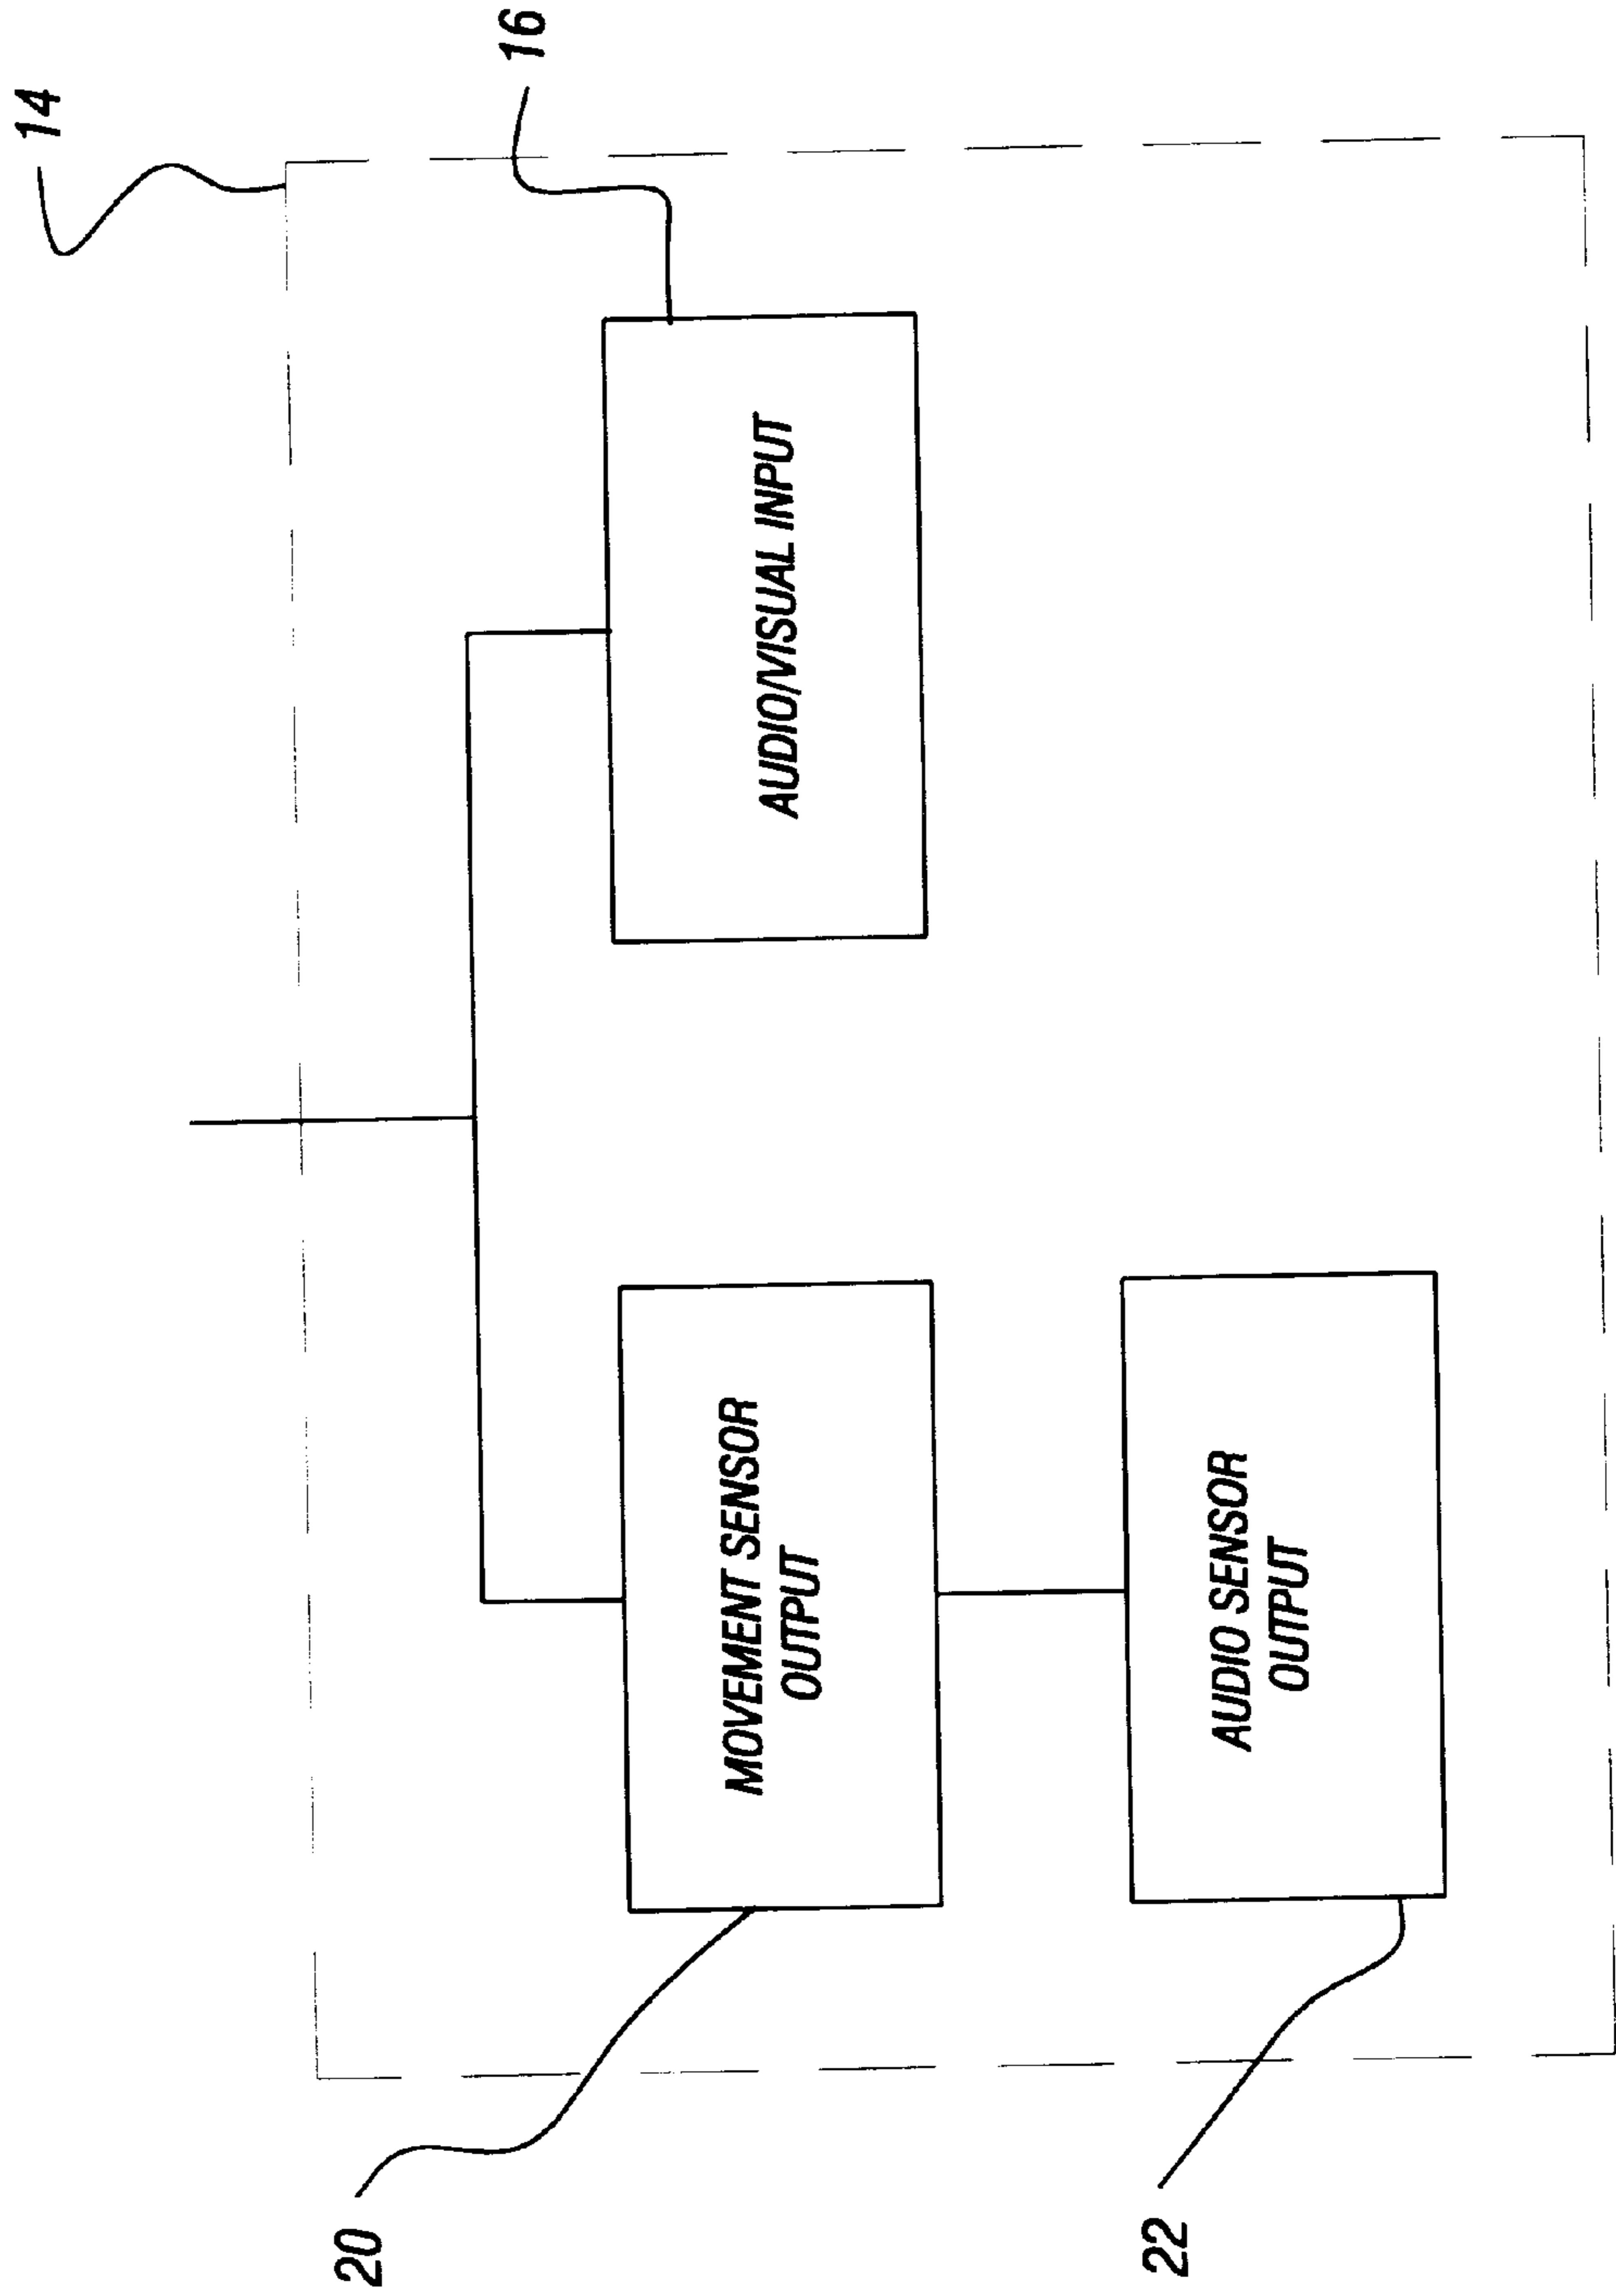 14
16
20
MOVEMENT SENSOR
OUTPUT
AUDIO/VISUAL INPUT
22
AUDIO SENSOR
OUTPUT